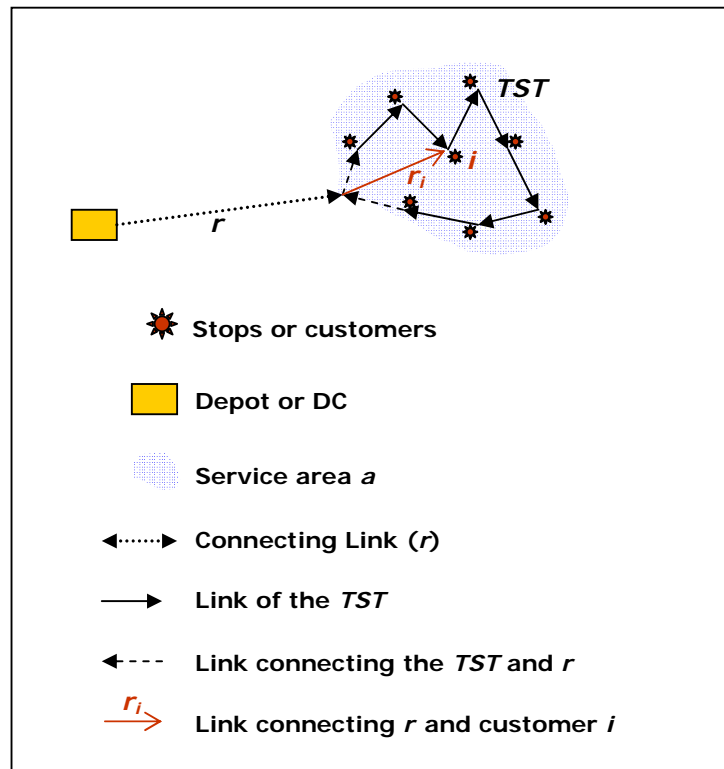 TST
i
r_i
r
Stops or customers
Depot or DC
Service area a
Connecting Link (r)
Link of the TST
Link connecting the TST and r
r_i
Link connecting r and customer i